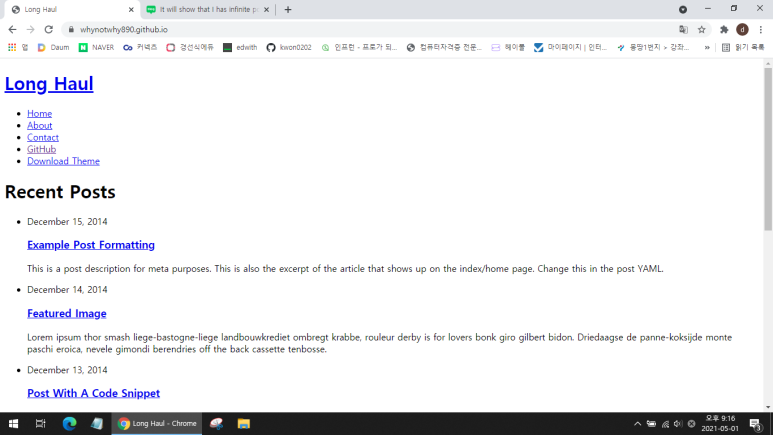 Long Haul
It will show that I has infinite p
whynotwhy890.github.io
앱
Daum
NAVER
커넥츠
경선식에듀
edwith
kwon0202
인프런 - 프로가 되...
컴퓨터자격증 전문...
헤이폴
마이페이지 | 인터...
몽땅1번지 > 강좌...
»
읽기 목록
Long Haul
Home
About
Contact
GitHub
Download Theme
Recent Posts
December 15, 2014
Example Post Formatting
This is a post description for meta purposes. This is also the excerpt of the article that shows up on the index/home page. Change this in the post YAML.
December 14, 2014
Featured Image
Lorem ipsum thor smash liege-bastogne-liege landbouwkrediet ombregt krabbe, rouleur derby is for lovers bonk giro gilbert bidon. Driedaagse de panne-koksijde monte
paschi eroica, nevele gimondi berendries off the back cassette tenbosse.
December 13, 2014
Post With A Code Snippet
Long Haul - Chrome
오후 9:16
2021-05-01
3